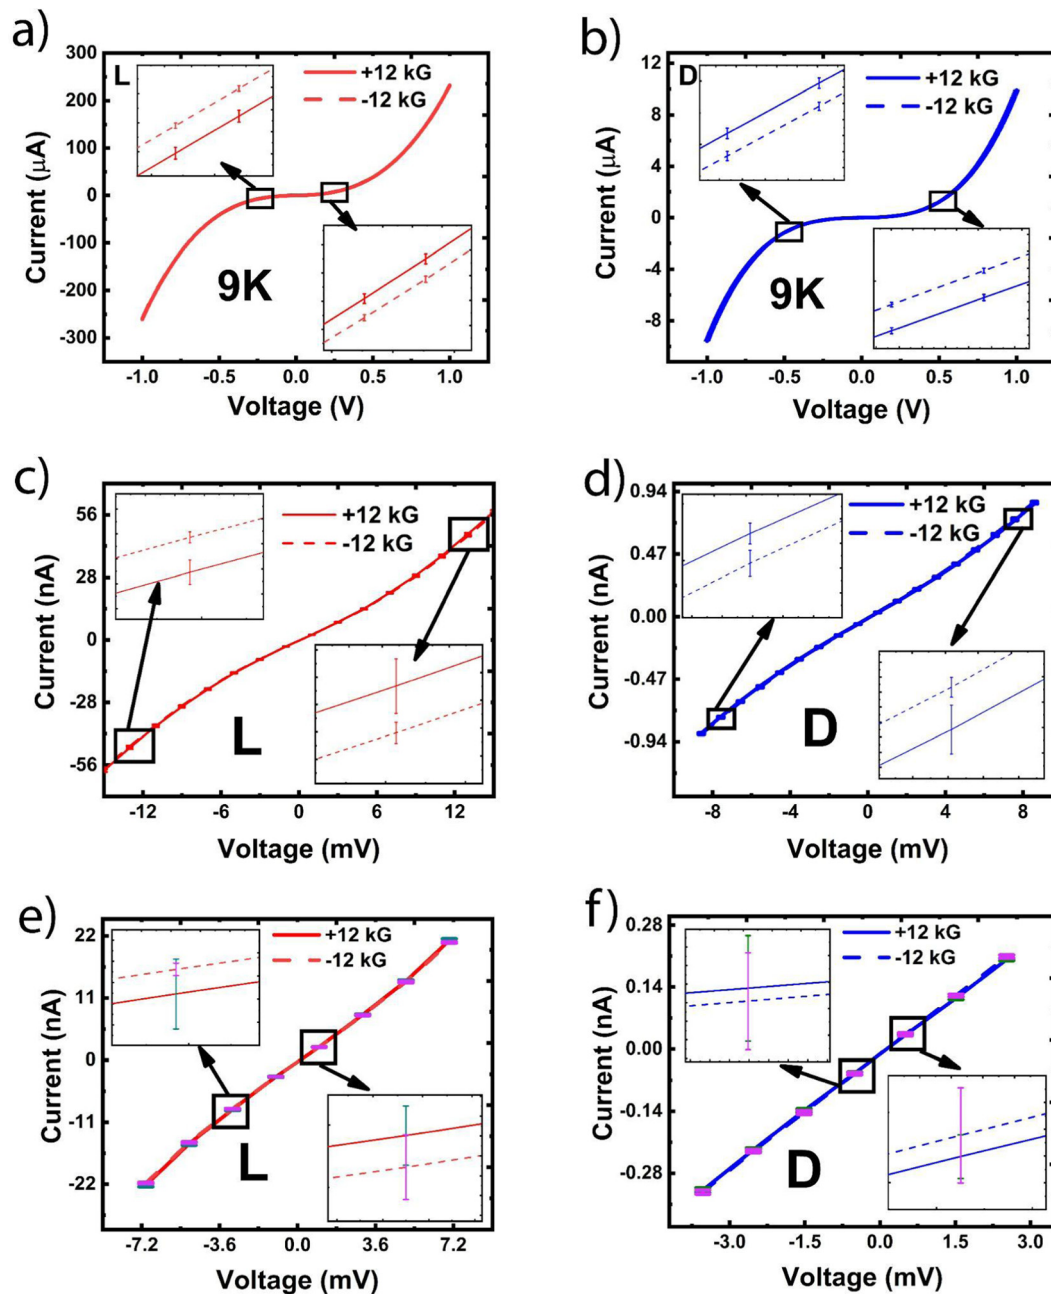 a)
L
+12 kG
-12 kG
300
200
100
0
-100
-200
-300
Current (μA)
9K
-1.0 -0.5 0.0 0.5 1.0
Voltage (V)
b)
D
+12 kG
-12 kG
12
8
4
0
-4
-8
Current (μA)
9K
-1.0 -0.5 0.0 0.5 1.0
Voltage (V)
c)
+12 kG
-12 kG
56
28
0
-28
-56
Current (nA)
L
-12 -8 -4 0 4 8 12
Voltage (mV)
d)
+12 kG
-12 kG
0.94
0.47
0.00
-0.47
-0.94
Current (nA)
D
-8 -4 0 4 8
Voltage (mV)
e)
+12 kG
-12 kG
22
11
0
-11
-22
Current (nA)
L
-7.2 -3.6 0.0 3.6 7.2
Voltage (mV)
f)
+12 kG
-12 kG
0.28
0.14
0.00
-0.14
-0.28
Current (nA)
D
-3.0 -1.5 0.0 1.5 3.0
Voltage (mV)